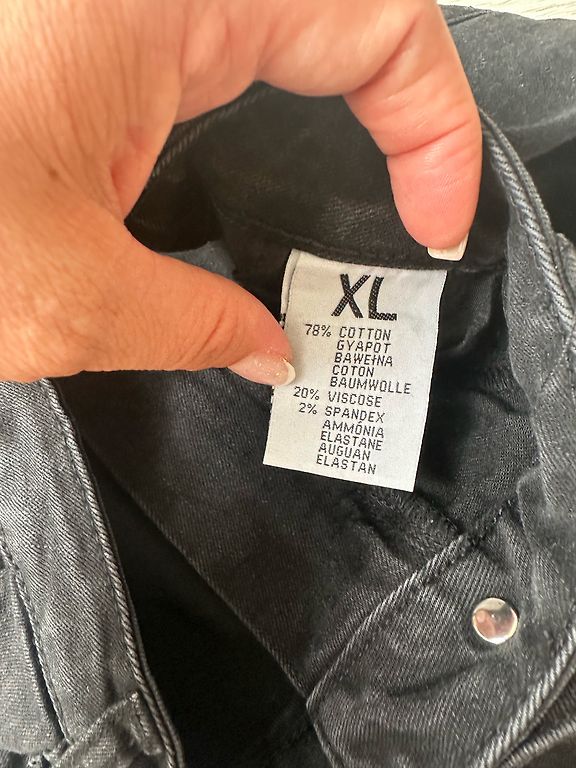 XL
78% COTTON
GYAPOT
BAWEŁNA
COTON
BAUMWOLLE
20% VISCOSE
2% SPANDEX
AMMÓNIA
ELASTANE
AUGUAN
ELASTAN